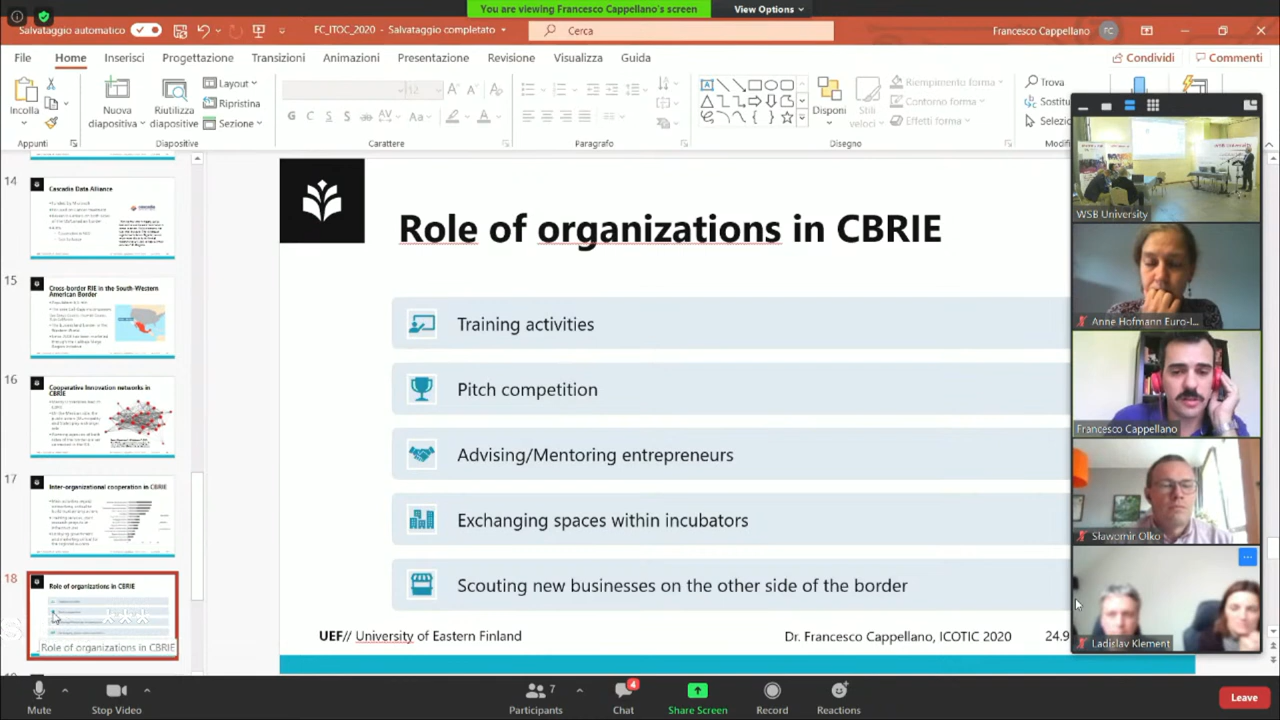 You are viewing Francesco Cappellano's screen
View Options
Salvataggio automatico
FC_ITOC_2020 - Salvataggio completato
Cerca
Francesco Cappellano
FC
File
Home
Inserisci
Progettazione
Transizioni
Animazioni
Presentazione
Revisione
Visualizza
Guida
Condividi
Commenti
Incolla
Nuova diapositiva
Riutilizza diapositive
Layout
Ripristina
Sezione
Disponi
Stili veloci
Riempimento forma
Contorno forma
Effetti forma
Trova
Appunti
Diapositive
Carattere
Paragrafo
Disegno
14
Cascadia Data Alliance
15
Cross-border RIE in the South-Western American Border
16
Cooperative Innovation networks in CBRIE
17
Inter-organizational cooperation in CBRIE
18
Role of organizations in CBRIE
Role of organizations in CBRIE
Role of organizations in CBRIE
Training activities
Pitch competition
Advising/Mentoring entrepreneurs
Exchanging spaces within incubators
Scouting new businesses on the other side of the border
UEF// University of Eastern Finland
Dr. Francesco Cappellano, ICOTIC 2020
24.9
WSB University
Anne Hofmann Euro-I...
Francesco Cappellano
Sławomir Olko
Ladislav Klement
Mute
Stop Video
Participants
7
Chat
4
Share Screen
Record
Reactions
Leave